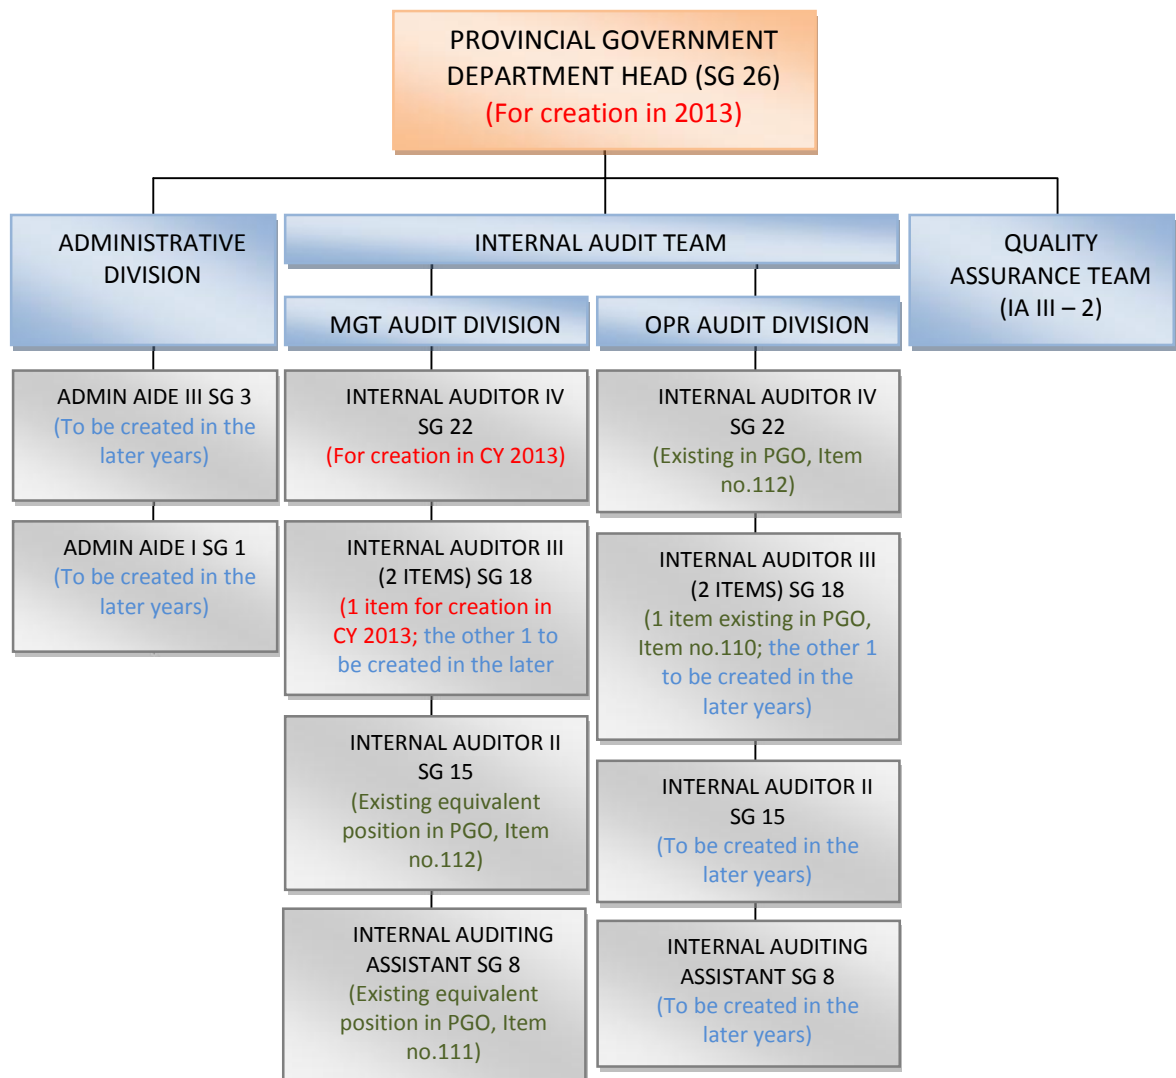 PROVINCIAL GOVERNMENT
DEPARTMENT HEAD (SG 26)
(For creation in 2013)
ADMINISTRATIVE
DIVISION
INTERNAL AUDIT TEAM
QUALITY
ASSURANCE TEAM
(IA III – 2)
MGT AUDIT DIVISION
OPR AUDIT DIVISION
ADMIN AIDE III SG 3
(To be created in the
later years)
ADMIN AIDE I SG 1
(To be created in the
later years)
INTERNAL AUDITOR IV
SG 22
(For creation in CY 2013)
INTERNAL AUDITOR III
(2 ITEMS) SG 18
(1 item for creation in
CY 2013; the other 1 to
be created in the later
INTERNAL AUDITOR II
SG 15
(Existing equivalent
position in PGO, Item
no.112)
INTERNAL AUDITING
ASSISTANT SG 8
(Existing equivalent
position in PGO, Item
no.111)
INTERNAL AUDITOR IV
SG 22
(Existing in PGO, Item
no.112)
INTERNAL AUDITOR III
(2 ITEMS) SG 18
(1 item existing in PGO,
Item no.110; the other 1
to be created in the
later years)
INTERNAL AUDITOR II
SG 15
(To be created in the
later years)
INTERNAL AUDITING
ASSISTANT SG 8
(To be created in the
later years)